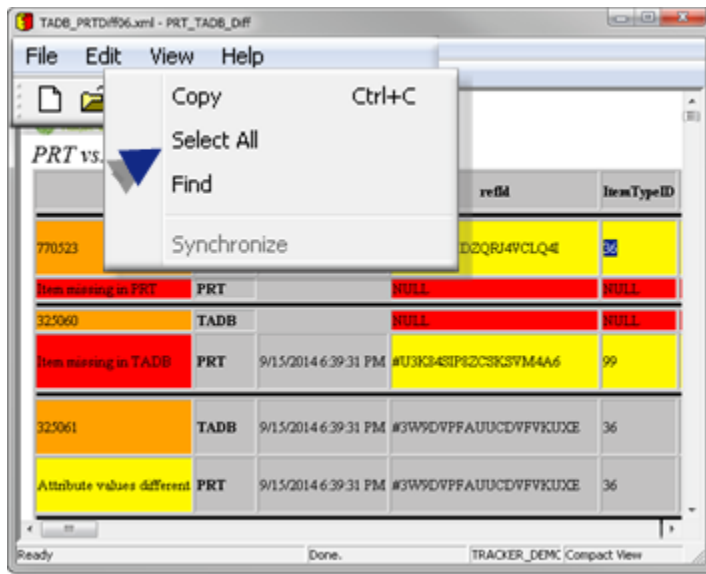 TADB_PRTDiff06.xml - PRT_TADB_Diff
File Edit View Help
Copy Ctrl+C
Select All
Find
Synchronize
PRT vs.
refId ItemTypeID
770523 DZQRJ4VCLQ4I 36
Item missing in PRT PRT NULL NULL
325060 TADB NULL NULL
Item missing in TADB PRT 9/15/2014 6:39:31 PM #U3K84SIP8ZCSKSVM4A6 99
325061 TADB 9/15/2014 6:39:31 PM #3W9DVPFAUUCDVFVKUXE 36
Attribute values different PRT 9/15/2014 6:39:31 PM #3W9DVPFAUUCDVFVKUXE 36
Ready Done. TRACKER_DEMC Compact View